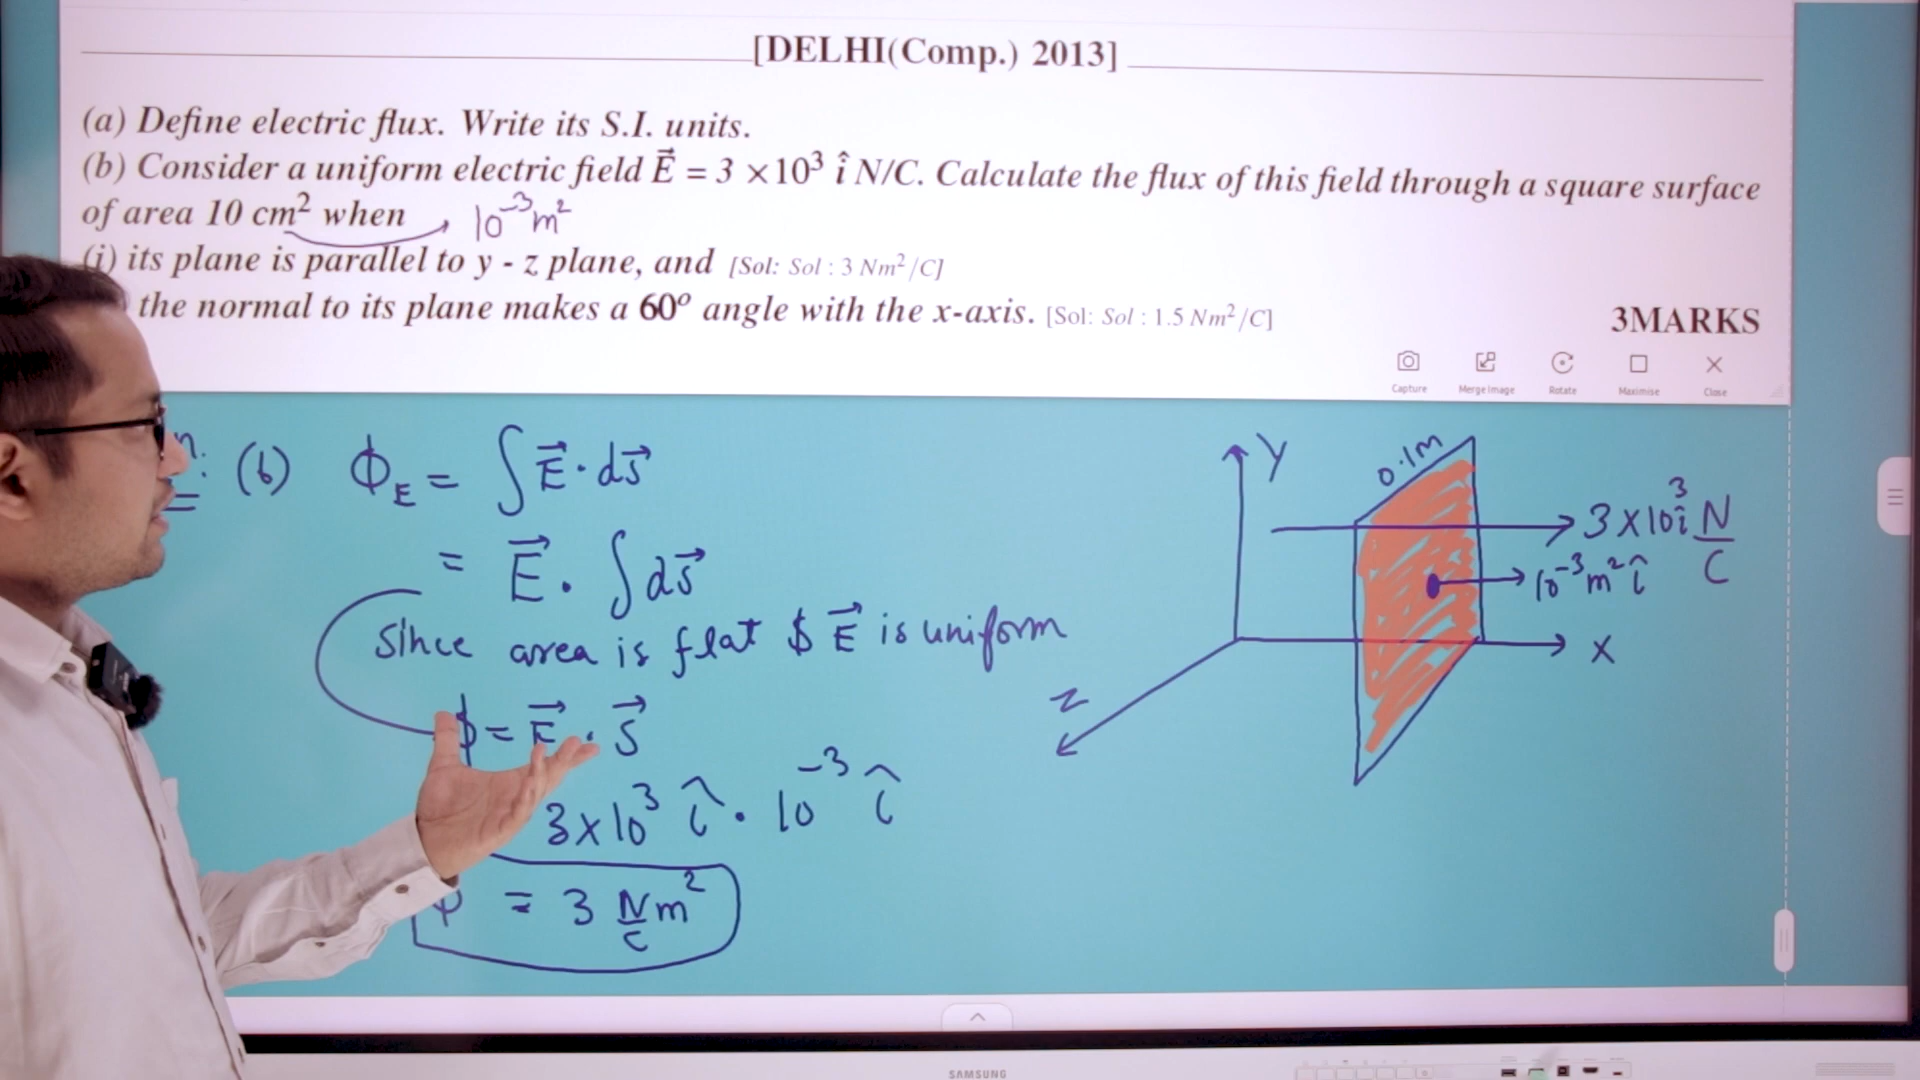 [DELHI(Comp.) 2013]
(a) Define electric flux. Write its S.I. units.
(b) Consider a uniform electric field E⃗ = 3 ×10³ î N/C. Calculate the flux of this field through a square surface
of area 10 cm² when 10⁻³m²
(i) its plane is parallel to y - z plane, and [Sol: Sol : 3 Nm²/C]
the normal to its plane makes a 60° angle with the x-axis. [Sol: Sol : 1.5 Nm²/C]
3MARKS
Capture Merge Image Rotate Maximise Close
n: (b) ϕ_E = ∫E⃗·ds⃗
= E⃗ . ∫ds⃗
Since area is flat $ E⃗ is uniform
ϕ = E⃗ . S⃗
3×10³ î . 10⁻³ î
φ = 3 N/C m²
Y
0.1m
3×10³ î N/C
10⁻³m² î
X
Z
SAMSUNG